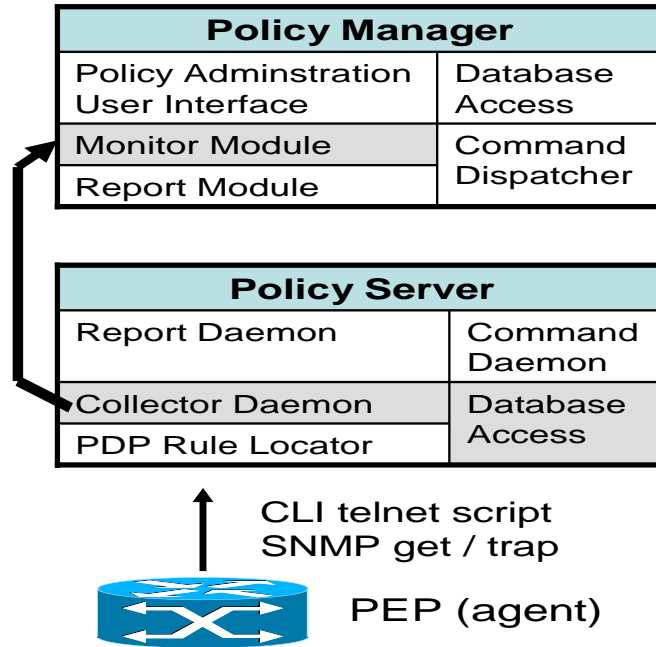 Policy Manager
Policy Adminstration
User Interface
Database
Access
Monitor Module
Command
Dispatcher
Report Module
Policy Server
Report Daemon
Command
Daemon
Collector Daemon
Database
Access
PDP Rule Locator
CLI telnet script
SNMP get / trap
PEP (agent)